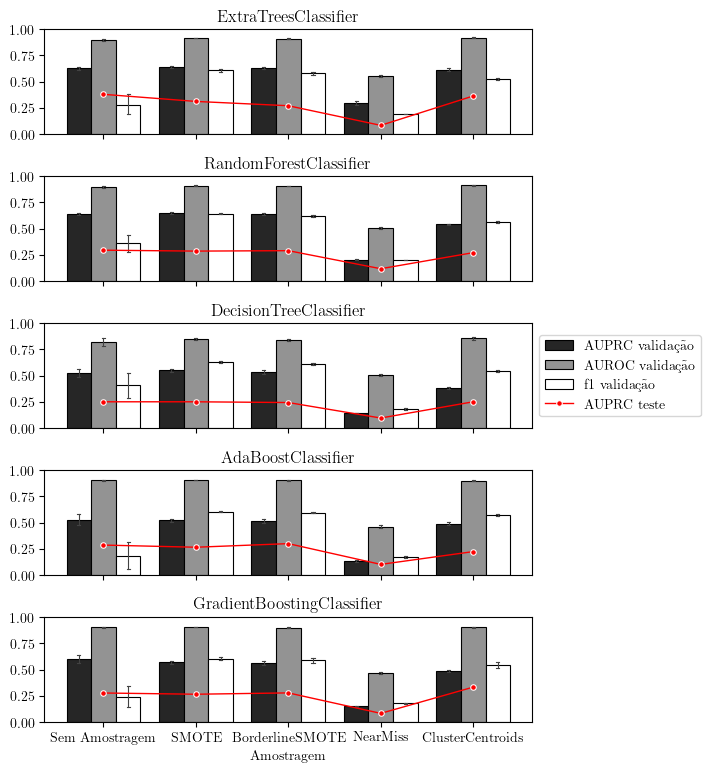 ExtraTreesClassifier
1.00
0.75
0.50
0.25
0.00
RandomForestClassifier
1.00
0.75
0.50
0.25
0.00
DecisionTreeClassifier
1.00
0.75
0.50
0.25
0.00
AUPRC validação
AUROC validação
f1 validação
AUPRC teste
AdaBoostClassifier
1.00
0.75
0.50
0.25
0.00
GradientBoostingClassifier
1.00
0.75
0.50
0.25
0.00
Sem Amostragem SMOTE BorderlineSMOTE NearMiss ClusterCentroids
Amostragem